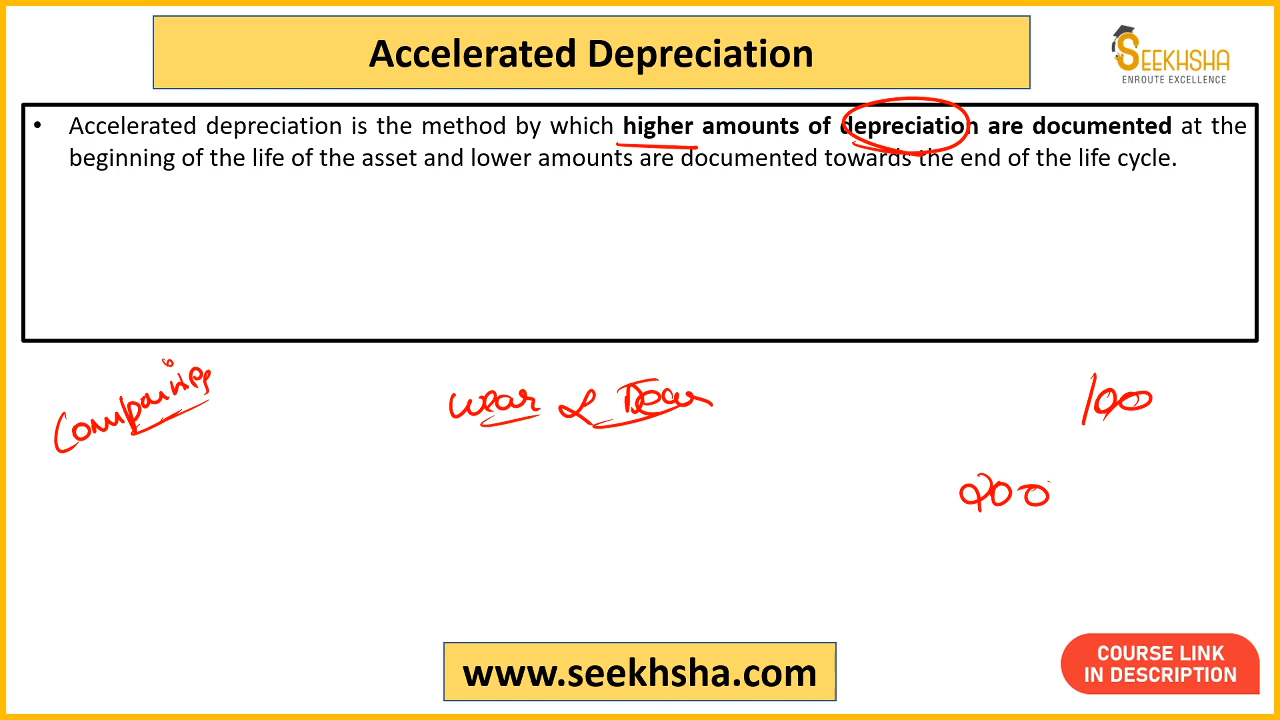 Accelerated Depreciation
SEEKHSHA
ENROUTE EXCELLENCE
• Accelerated depreciation is the method by which higher amounts of depreciation are documented at the
beginning of the life of the asset and lower amounts are documented towards the end of the life cycle.
Companies
wear & Tear
100
200
www.seekhsha.com
COURSE LINK
IN DESCRIPTION